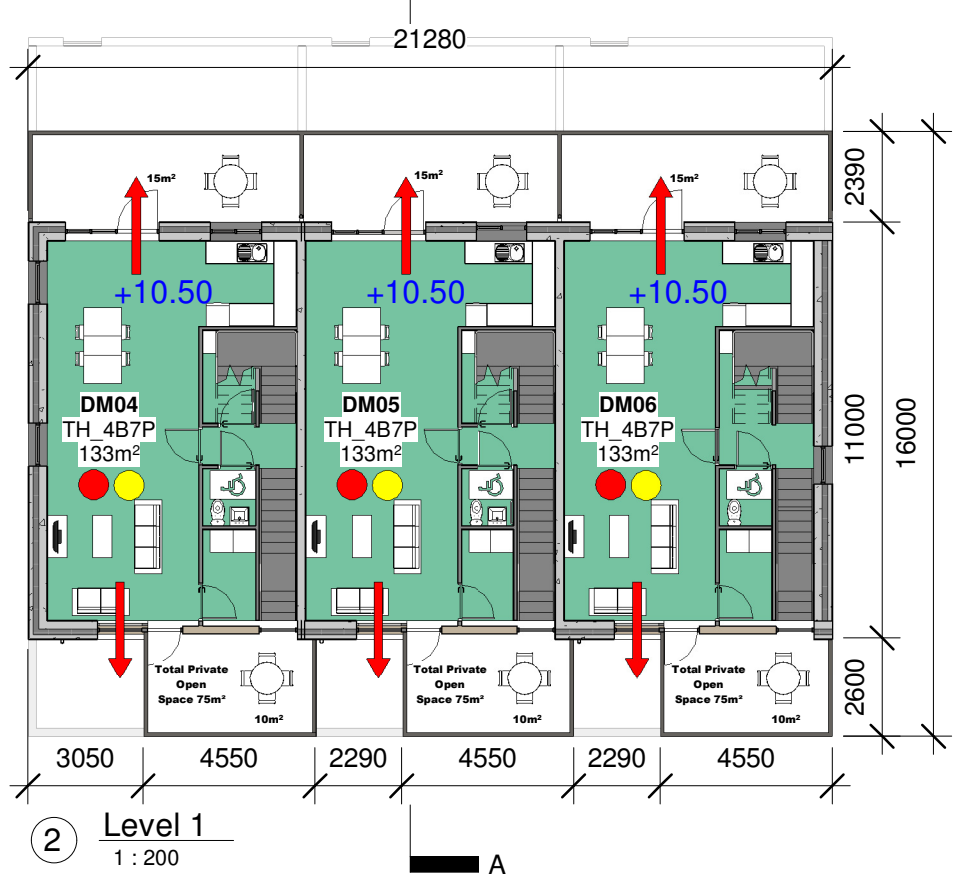 21280
2390
15m²
15m²
15m²
+10.50
+10.50
+10.50
DM04
TH_4B7P
133m²
DM05
TH_4B7P
133m²
DM06
TH_4B7P
133m²
11000
16000
Total Private
Open
Space 75m²
10m²
Total Private
Open
Space 75m²
10m²
Total Private
Open
Space 75m²
10m²
2600
3050
4550
2290
4550
2290
4550
2
Level 1
1 : 200
A